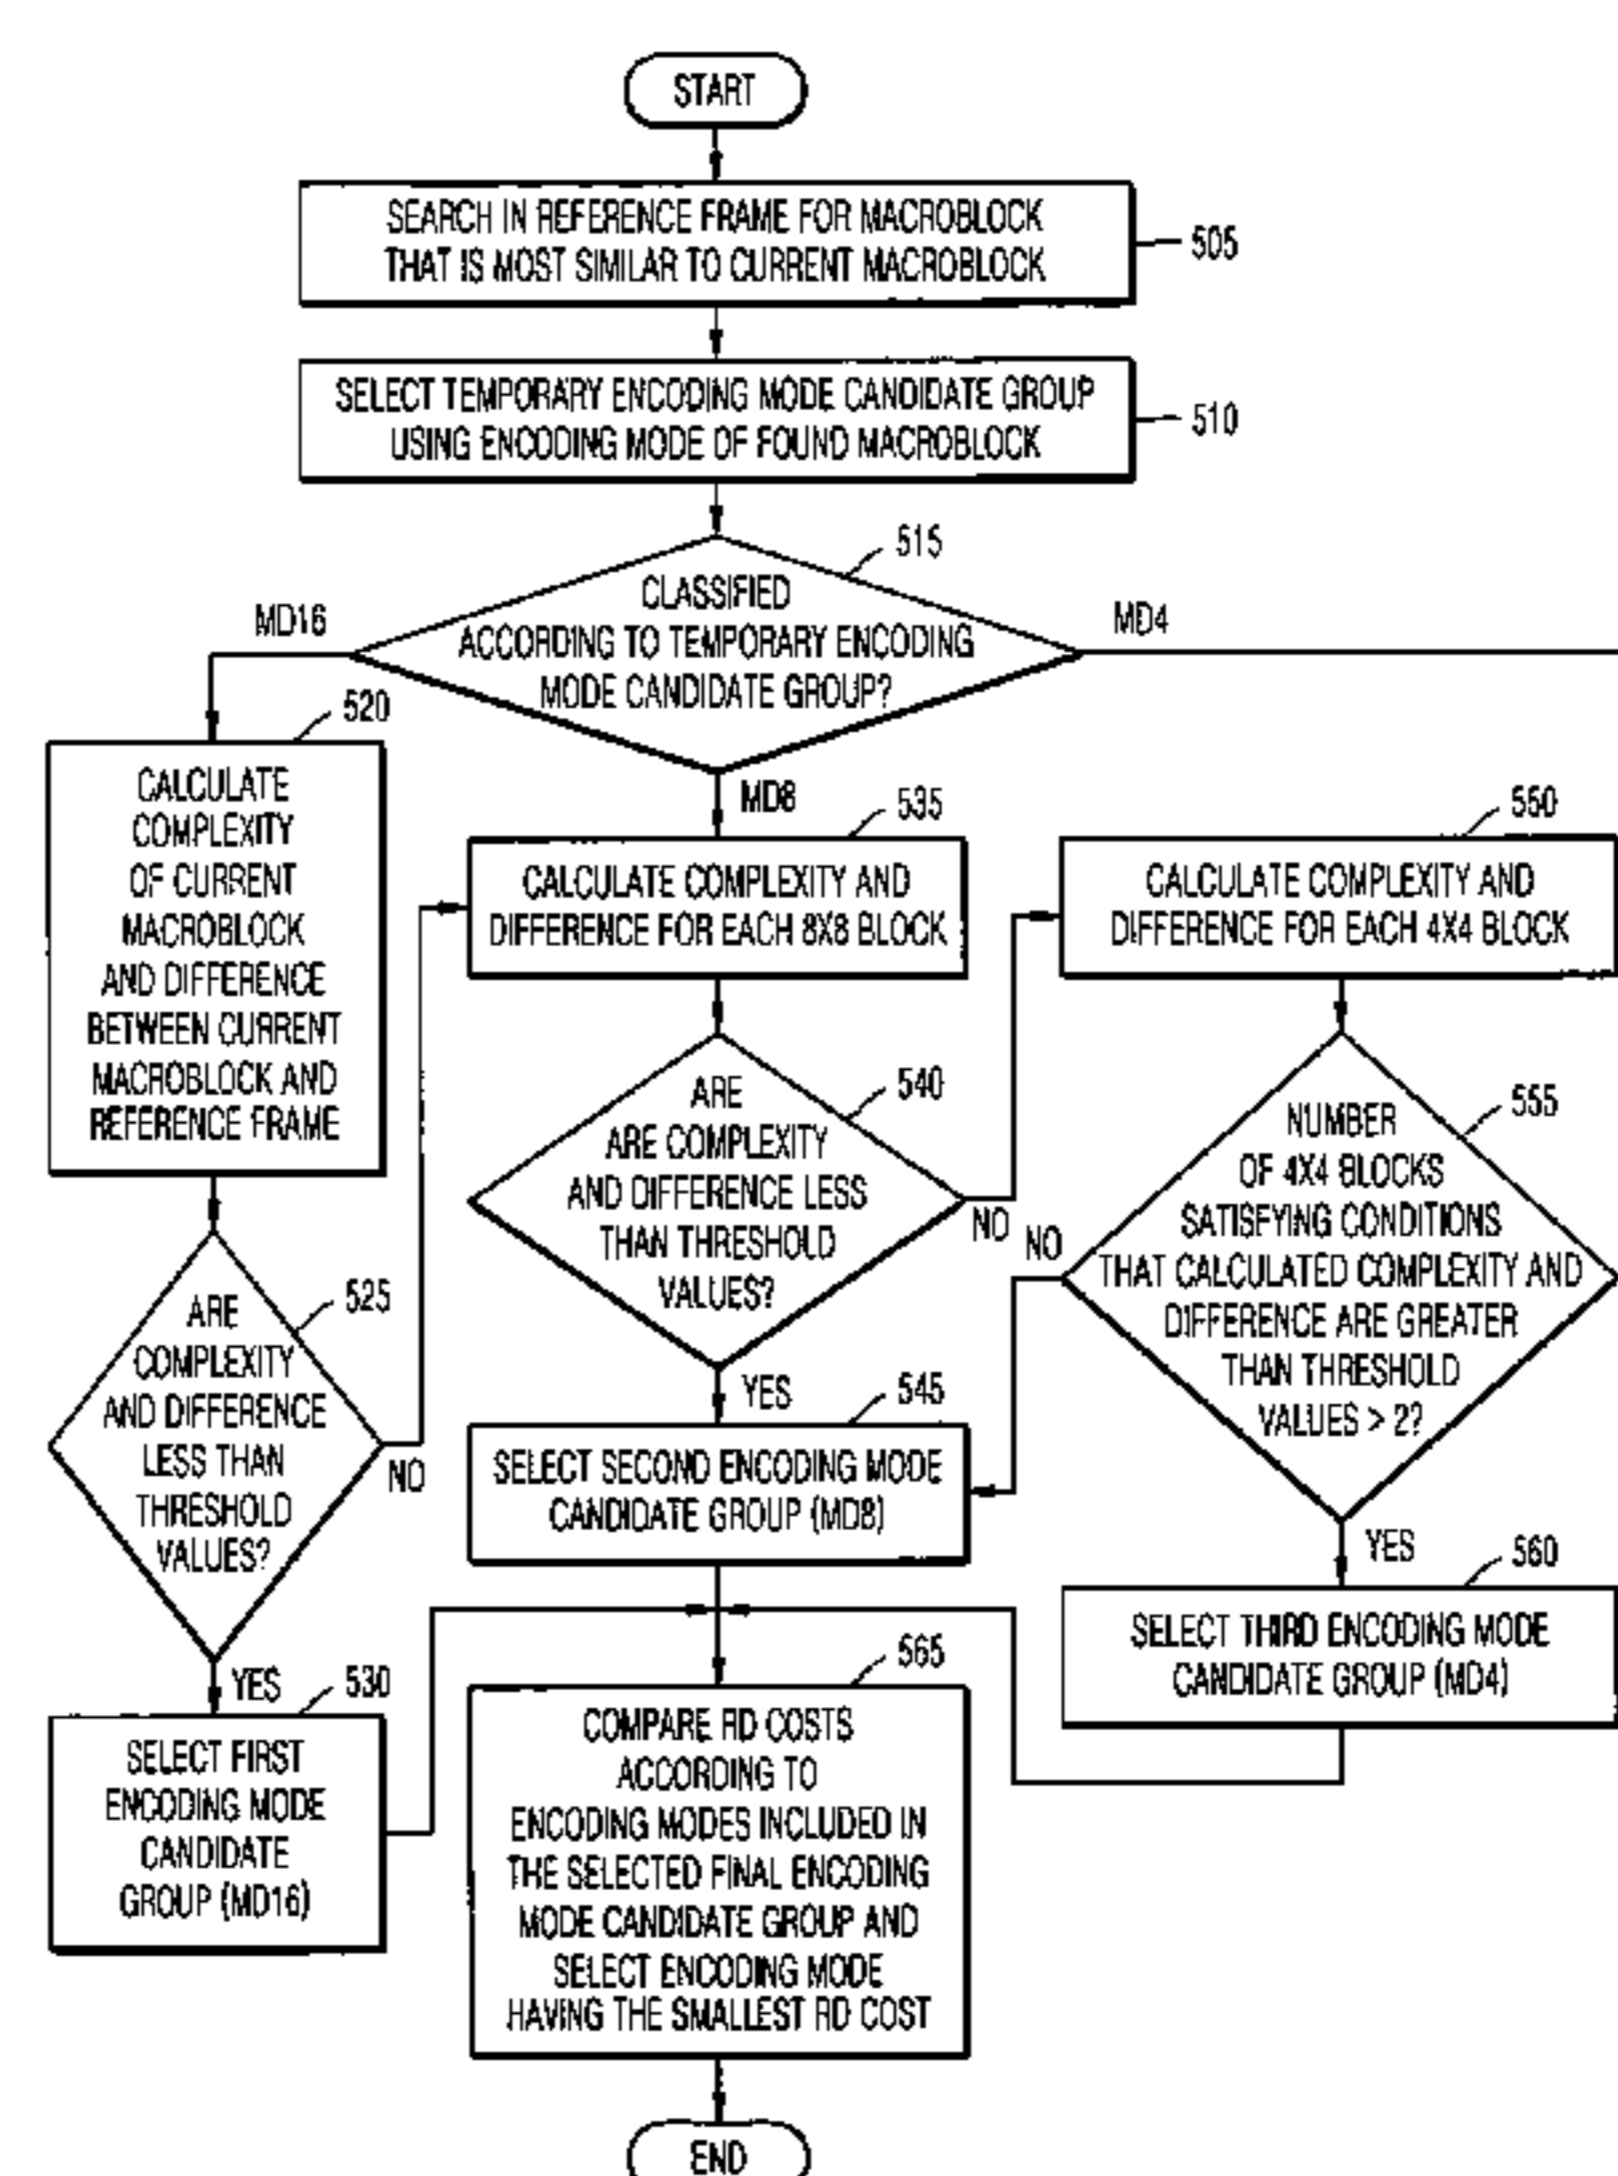 START
SEARCH IN REFERENCE FRAME FOR MACROBLOCK
THAT IS MOST SIMILAR TO CURRENT MACROBLOCK
505
SELECT TEMPORARY ENCODING MODE CANDIDATE GROUP
USING ENCODING MODE OF FOUND MACROBLOCK
510
515
CLASSIFIED
ACCORDING TO TEMPORARY ENCODING
MODE CANDIDATE GROUP?
MD16
MD4
MD8
520
CALCULATE
COMPLEXITY
OF CURRENT
MACROBLOCK
AND DIFFERENCE
BETWEEN CURRENT
MACROBLOCK AND
REFERENCE FRAME
525
ARE
COMPLEXITY
AND DIFFERENCE
LESS THAN
THRESHOLD
VALUES?
NO
YES
530
SELECT FIRST
ENCODING MODE
CANDIDATE
GROUP (MD16)
535
CALCULATE COMPLEXITY AND
DIFFERENCE FOR EACH 8X8 BLOCK
540
ARE
ARE COMPLEXITY
AND DIFFERENCE LESS
THAN THRESHOLD
VALUES?
NO
YES
545
SELECT SECOND ENCODING MODE
CANDIDATE GROUP (MD8)
550
CALCULATE COMPLEXITY AND
DIFFERENCE FOR EACH 4X4 BLOCK
555
NUMBER
OF 4X4 BLOCKS
SATISFYING CONDITIONS
THAT CALCULATED COMPLEXITY AND
DIFFERENCE ARE GREATER
THAN THRESHOLD
VALUES > 2?
NO
YES
560
SELECT THIRD ENCODING MODE
CANDIDATE GROUP (MD4)
565
COMPARE RD COSTS
ACCORDING TO
ENCODING MODES INCLUDED IN
THE SELECTED FINAL ENCODING
MODE CANDIDATE GROUP AND
SELECT ENCODING MODE
HAVING THE SMALLEST RD COST
END